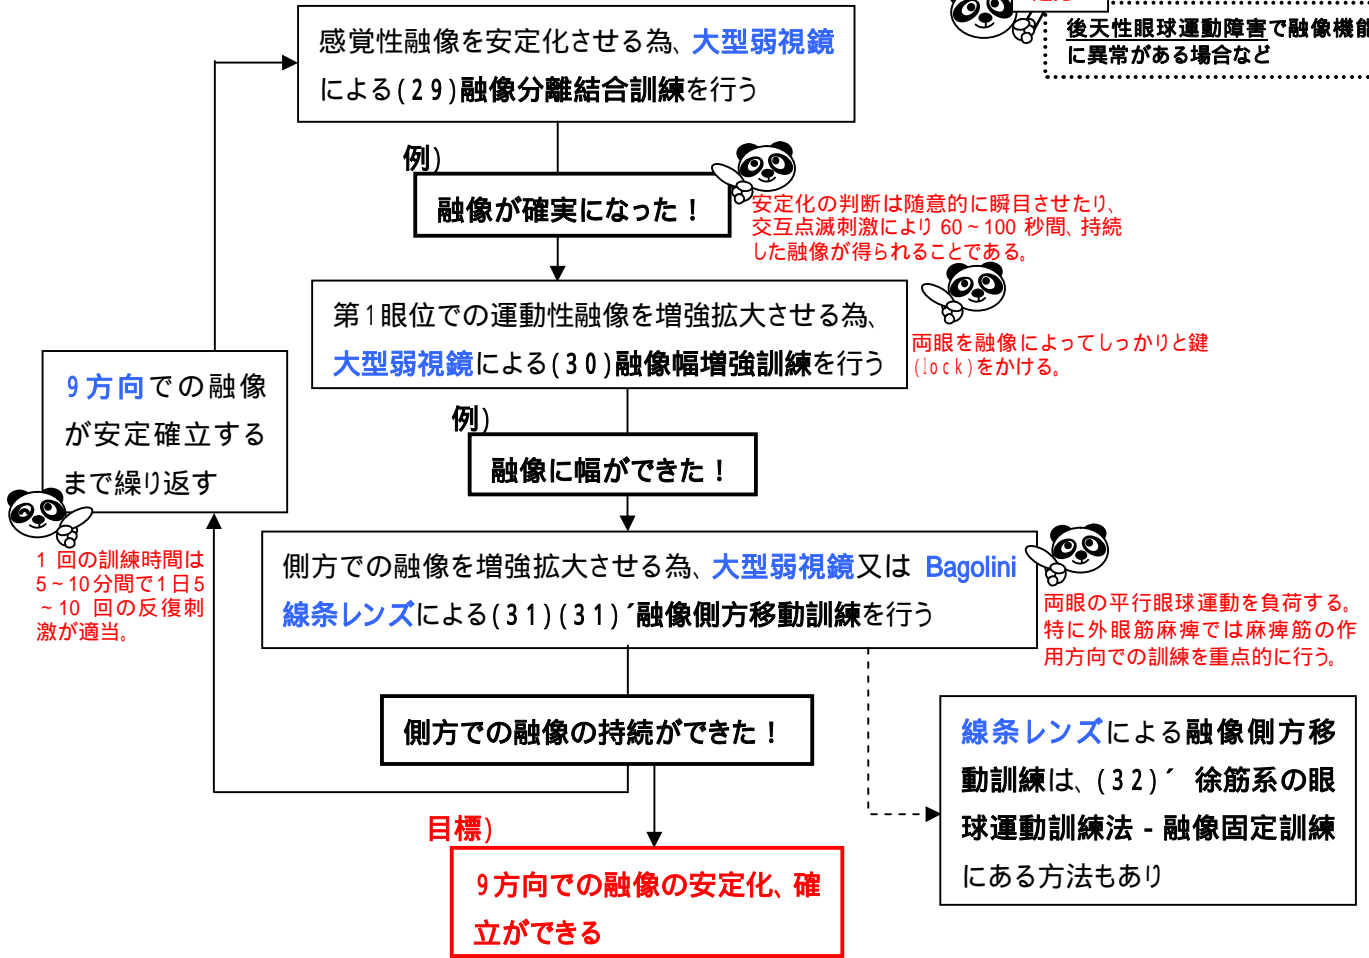 後天性眼球運動障害で融像機能
に異常がある場合など
感覚性融像を安定化させる為、大型弱視鏡
による(29)融像分離結合訓練を行う
例)
融像が確実になった！
安定化の判断は随意的に瞬目させたり、
交互点滅刺激により 60～100 秒間、持続
した融像が得られることである。
第1眼位での運動性融像を増強拡大させる為、
大型弱視鏡による(30)融像幅増強訓練を行う
両眼を融像によってしっかりと鍵
(lock)をかける。
9方向での融像
が安定確立する
まで繰り返す
例)
融像に幅ができた！
1 回の訓練時間は
5~10分間で1日5
~10 回の反復刺
激が適当。
側方での融像を増強拡大させる為、大型弱視鏡又は Bagolini
線条レンズによる(31)(31)´融像側方移動訓練を行う
両眼の平行眼球運動を負荷する。
特に外眼筋麻痺では麻痺筋の作
用方向での訓練を重点的に行う。
側方での融像の持続ができた！
線条レンズによる融像側方移
動訓練は、(32)´ 徐筋系の眼
球運動訓練法 - 融像固定訓練
にある方法もあり
目標)
9方向での融像の安定化、確
立ができる